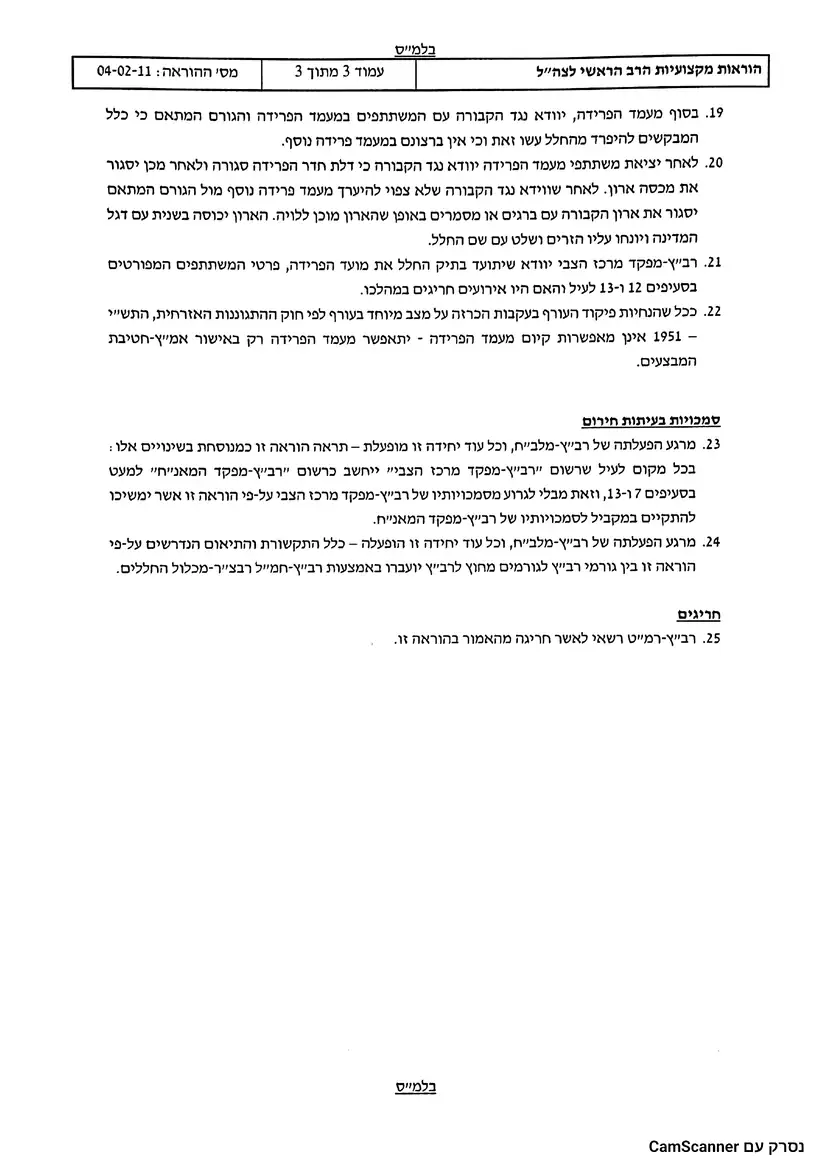 בלמ״ס
הוראות מקצועיות הרב הראשי לצה״ל
עמוד 3 מתוך 3
מס׳ ההוראה: 04-02-11
19. בסוף מעמד הפרידה, יוודא נגד הקבורה עם המשתתפים במעמד הפרידה והגורם המתאם כי כלל
המבקשים להיפרד מהחלל עשו זאת וכי אין ברצונם במעמד פרידה נוסף.
20. לאחר יציאת משתתפי מעמד הפרידה יוודא נגד הקבורה כי דלת חדר הפרידה סגורה ולאחר מכן יסגור
את מכסה ארון. לאחר שווידא נגד הקבורה שלא צפוי להיערך מעמד פרידה נוסף מול הגורם המתאם
יסגור את ארון הקבורה עם ברגים או מסמרים באופן שהארון מוכן ללויה. הארון יכוסה בשנית עם דגל
המדינה ויונחו עליו הזרים ושלט עם שם החלל.
21. רב״ץ-מפקד מרכז הצבי יוודא שיתועד בתיק החלל את מועד הפרידה, פרטי המשתתפים המפורטים
בסעיפים 12 ו-13 לעיל והאם היו אירועים חריגים במהלכו.
22. ככל שהנחיות פיקוד העורף בעקבות הכרזה על מצב מיוחד בעורף לפי חוק ההתגוננות האזרחית, התשי״י
– 1951 אינן מאפשרות קיום מעמד הפרידה - יתאפשר מעמד הפרידה רק באישור אמ״ץ-חטיבת
המבצעים.
סמכויות בעיתות חירום
23. מרגע הפעלתה של רב״ץ-מלב״ח, וכל עוד יחידה זו מופעלת – תראה הוראה זו כמנוסחת בשינויים אלו:
בכל מקום לעיל שרשום ״רב״ץ-מפקד מרכז הצבי״ ייחשב כרשום ״רב״ץ-מפקד המאנ״ח״ למעט
בסעיפים 7 ו-13, וזאת מבלי לגרוע מסמכויותיו של רב״ץ-מפקד מרכז הצבי על-פי הוראה זו אשר ימשיכו
להתקיים במקביל לסמכויותיו של רב״ץ-מפקד המאנ״ח.
24. מרגע הפעלתה של רב״ץ-מלב״ח, וכל עוד יחידה זו הופעלה – כלל התקשורת והתיאום הנדרשים על-פי
הוראה זו בין גורמי רב״ץ לגורמים מחוץ לרב״ץ יועברו באמצעות רב״ץ-חמ״ל רבצ״ר-מכלול החללים.
חריגים
25. רב״ץ-רמ״ט רשאי לאשר חריגה מהאמור בהוראה זו.
בלמ״ס
נסרק עם CamScanner